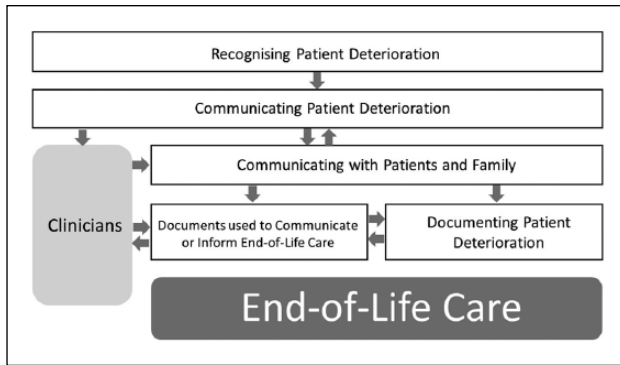 Recognising Patient Deterioration
Communicating Patient Deterioration
Communicating with Patients and Family
Clinicians
Documents used to Communicate
or Inform End-of-Life Care
Documenting Patient
Deterioration
End-of-Life Care